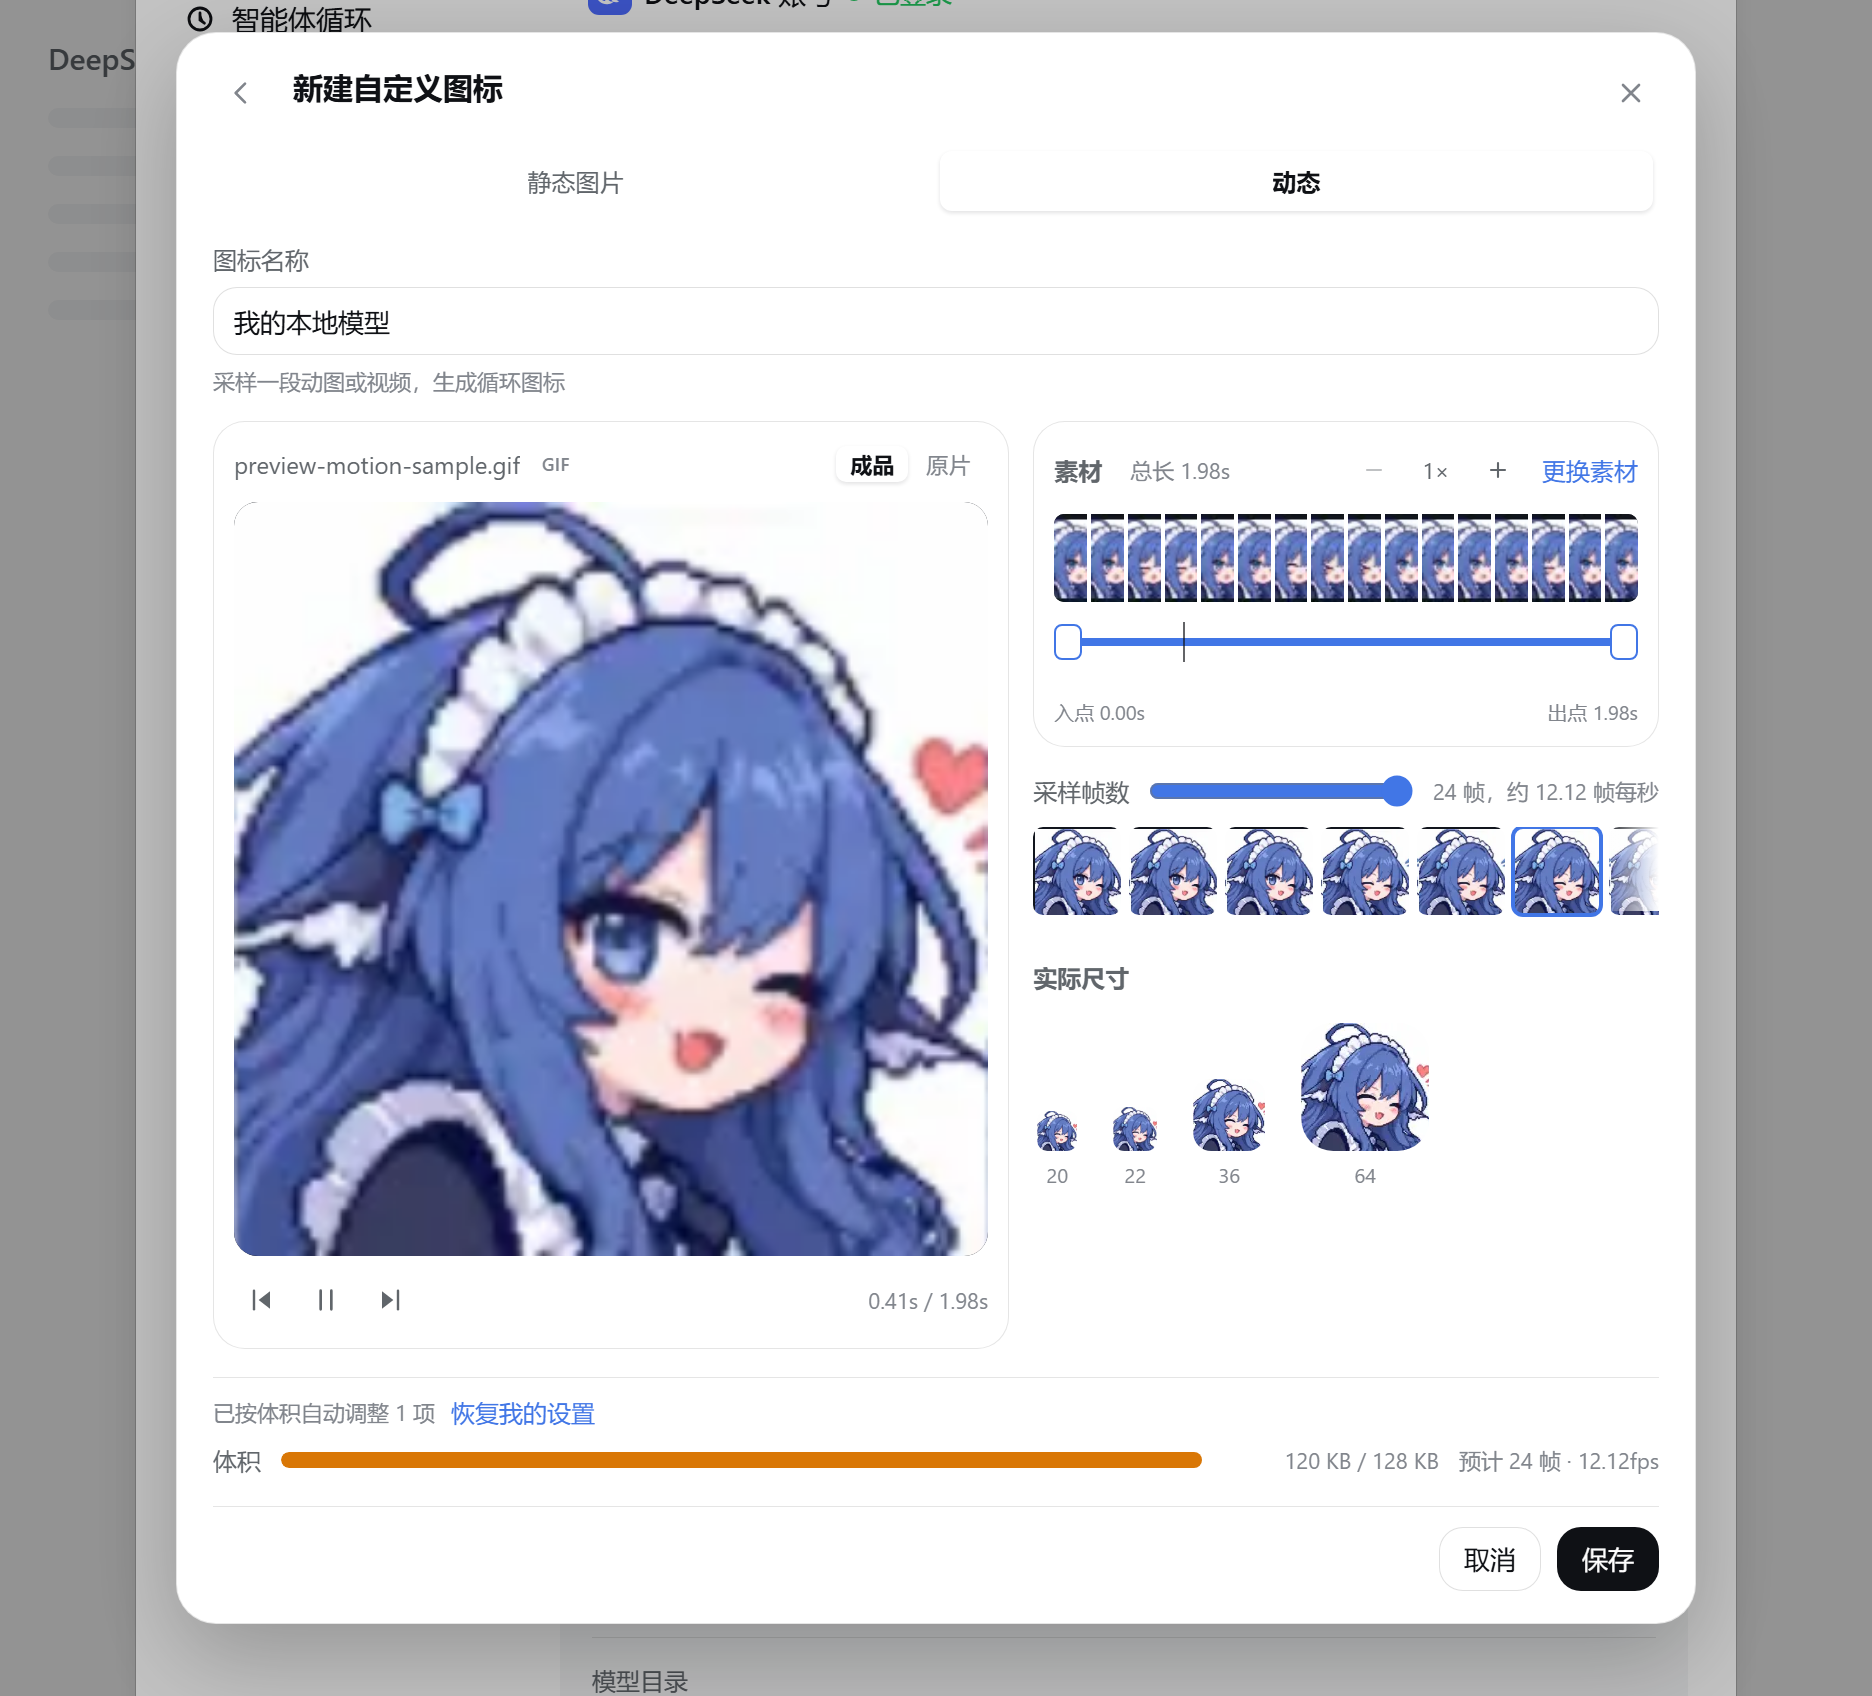 智能体循环
DeepSeek 账号 已登录
DeepS
新建自定义图标
静态图片
动态
图标名称
我的本地模型
采样一段动图或视频，生成循环图标
preview-motion-sample.gif GIF
成品 原片
素材 总长 1.98s
1×
更换素材
入点 0.00s
出点 1.98s
采样帧数
24 帧，约 12.12 帧每秒
实际尺寸
20
22
36
64
0.41s / 1.98s
已按体积自动调整 1 项 恢复我的设置
体积
120 KB / 128 KB 预计 24 帧 · 12.12fps
取消
保存
模型目录